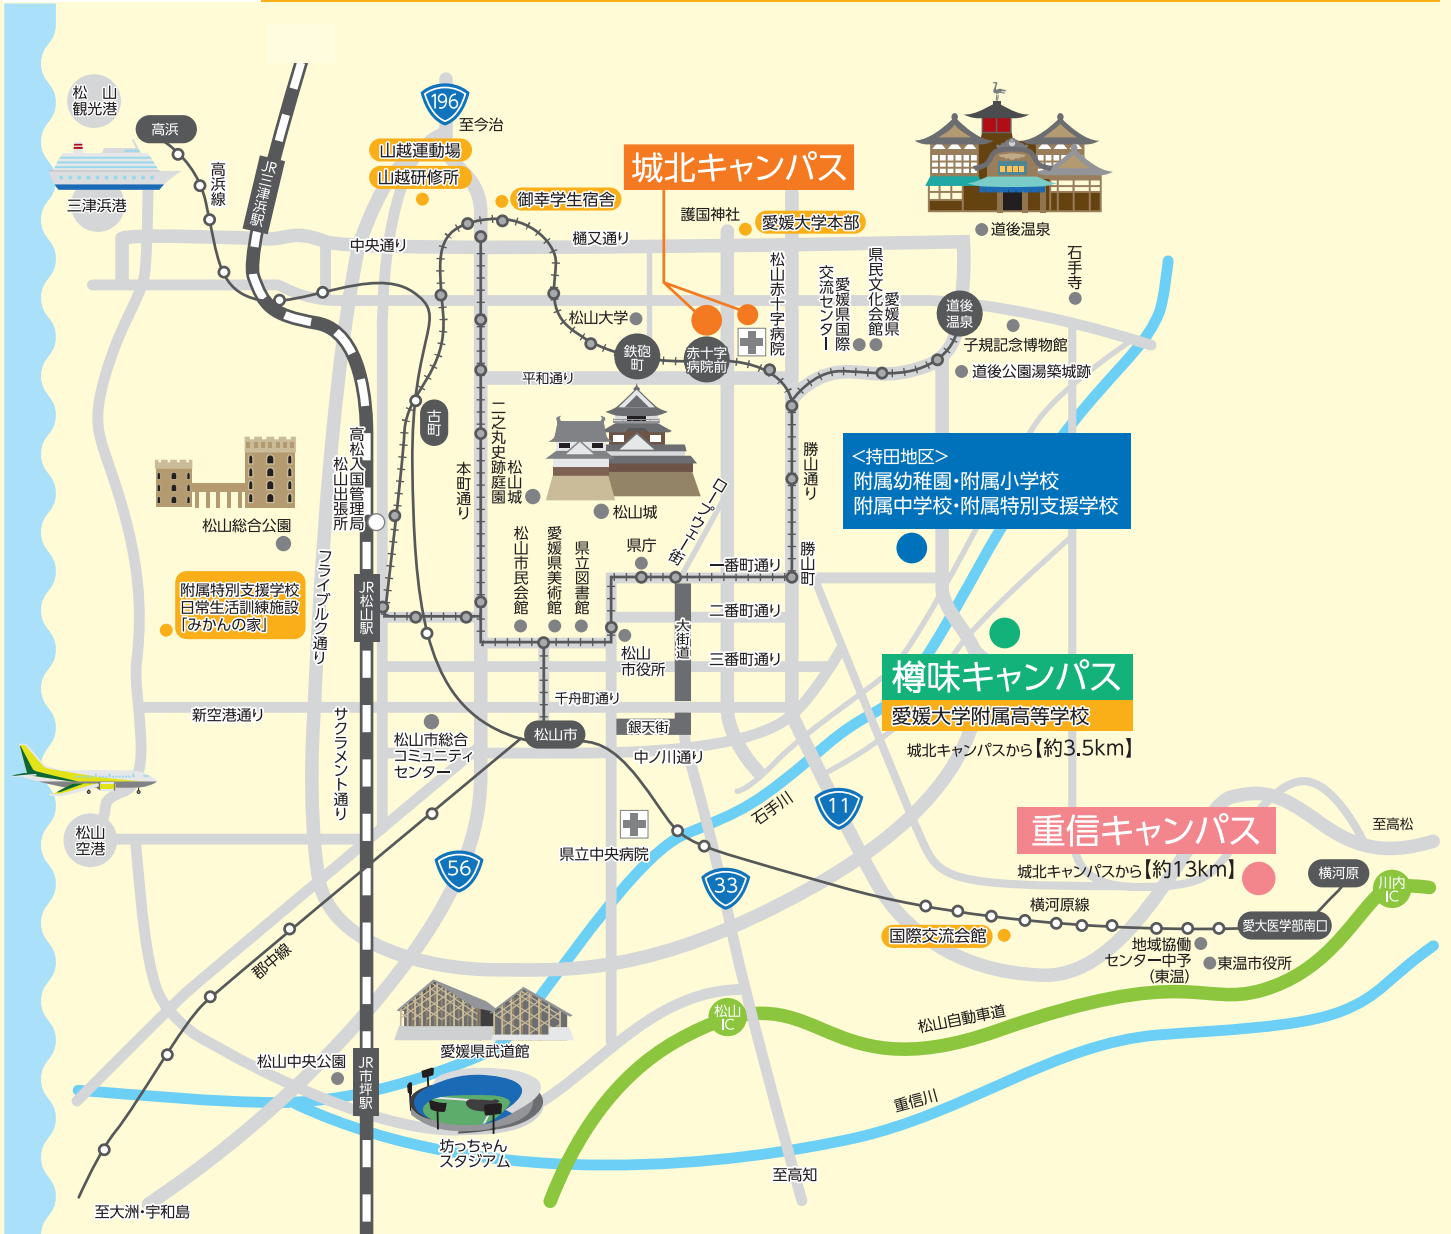 松　山
観光港
高浜
三津浜港
高浜線
JR三津浜駅
196
至今治
山越運動場
山越研修所
御幸学生宿舎
中央通り
樋又通り
城北キャンパス
護国神社
愛媛大学本部
道後温泉
石手寺
松山赤十字病院
愛媛県国際
交流センター
愛媛県
県民文化会館
道後
温泉
子規記念博物館
道後公園湯築城跡
松山大学
鉄砲
町
赤十字
病院前
平和通り
古町
高松入国管理局
松山出張所
本町通り
松山城
二之丸史跡庭園
松山城
ロープウェー街
勝山通り
<持田地区>
附属幼稚園・附属小学校
附属中学校・附属特別支援学校
松山総合公園
松山市民会館
愛媛県美術館
県立図書館
県庁
一番町通り
勝山町
二番町通り
大街道
三番町通り
松山
市役所
附属特別支援学校
日常生活訓練施設
「みかんの家」
フライブルク通り
JR松山駅
千舟町通り
銀天街
松山市
中ノ川通り
新空港通り
サクラメント通り
松山市総合
コミュニティ
センター
樽味キャンパス
愛媛大学附属高等学校
城北キャンパスから【約3.5km】
石手川
11
松山
空港
56
県立中央病院
33
重信キャンパス
城北キャンパスから【約13km】
至高松
横河原
川内
IC
横河原線
愛大医学部南口
国際交流会館
地域協働
センター中予
(東温)
東温市役所
郡中線
松山
IC
松山自動車道
愛媛県武道館
松山中央公園
JR市坪駅
重信川
坊っちゃん
スタジアム
至高知
至大洲・宇和島